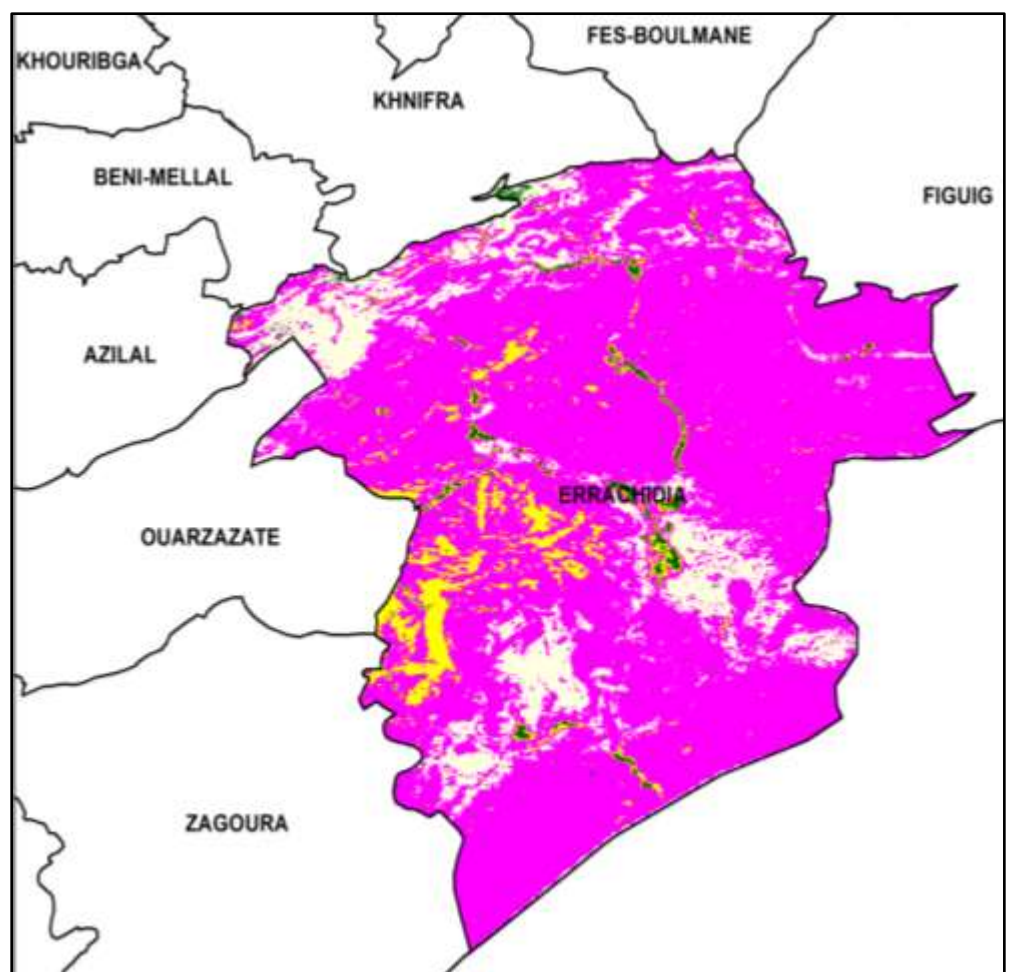 FES-BOULMANE
KHOURIBGA
KHNIFRA
BENI-MELLAL
FIGUIG
AZILAL
ERRACHIDIA
OUARZAZATE
ZAGOURA